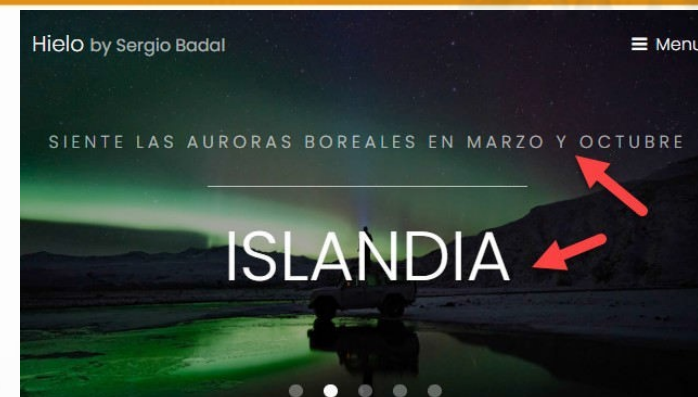 Hielo by Sergio Badal
Menu
SIENTE LAS AURORAS BOREALES EN MARZO Y OCTUBRE
ISLANDIA